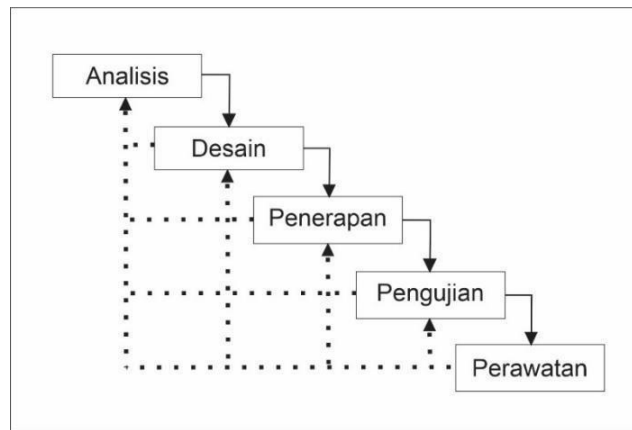 Analisis
Desain
Penerapan
Pengujian
Perawatan